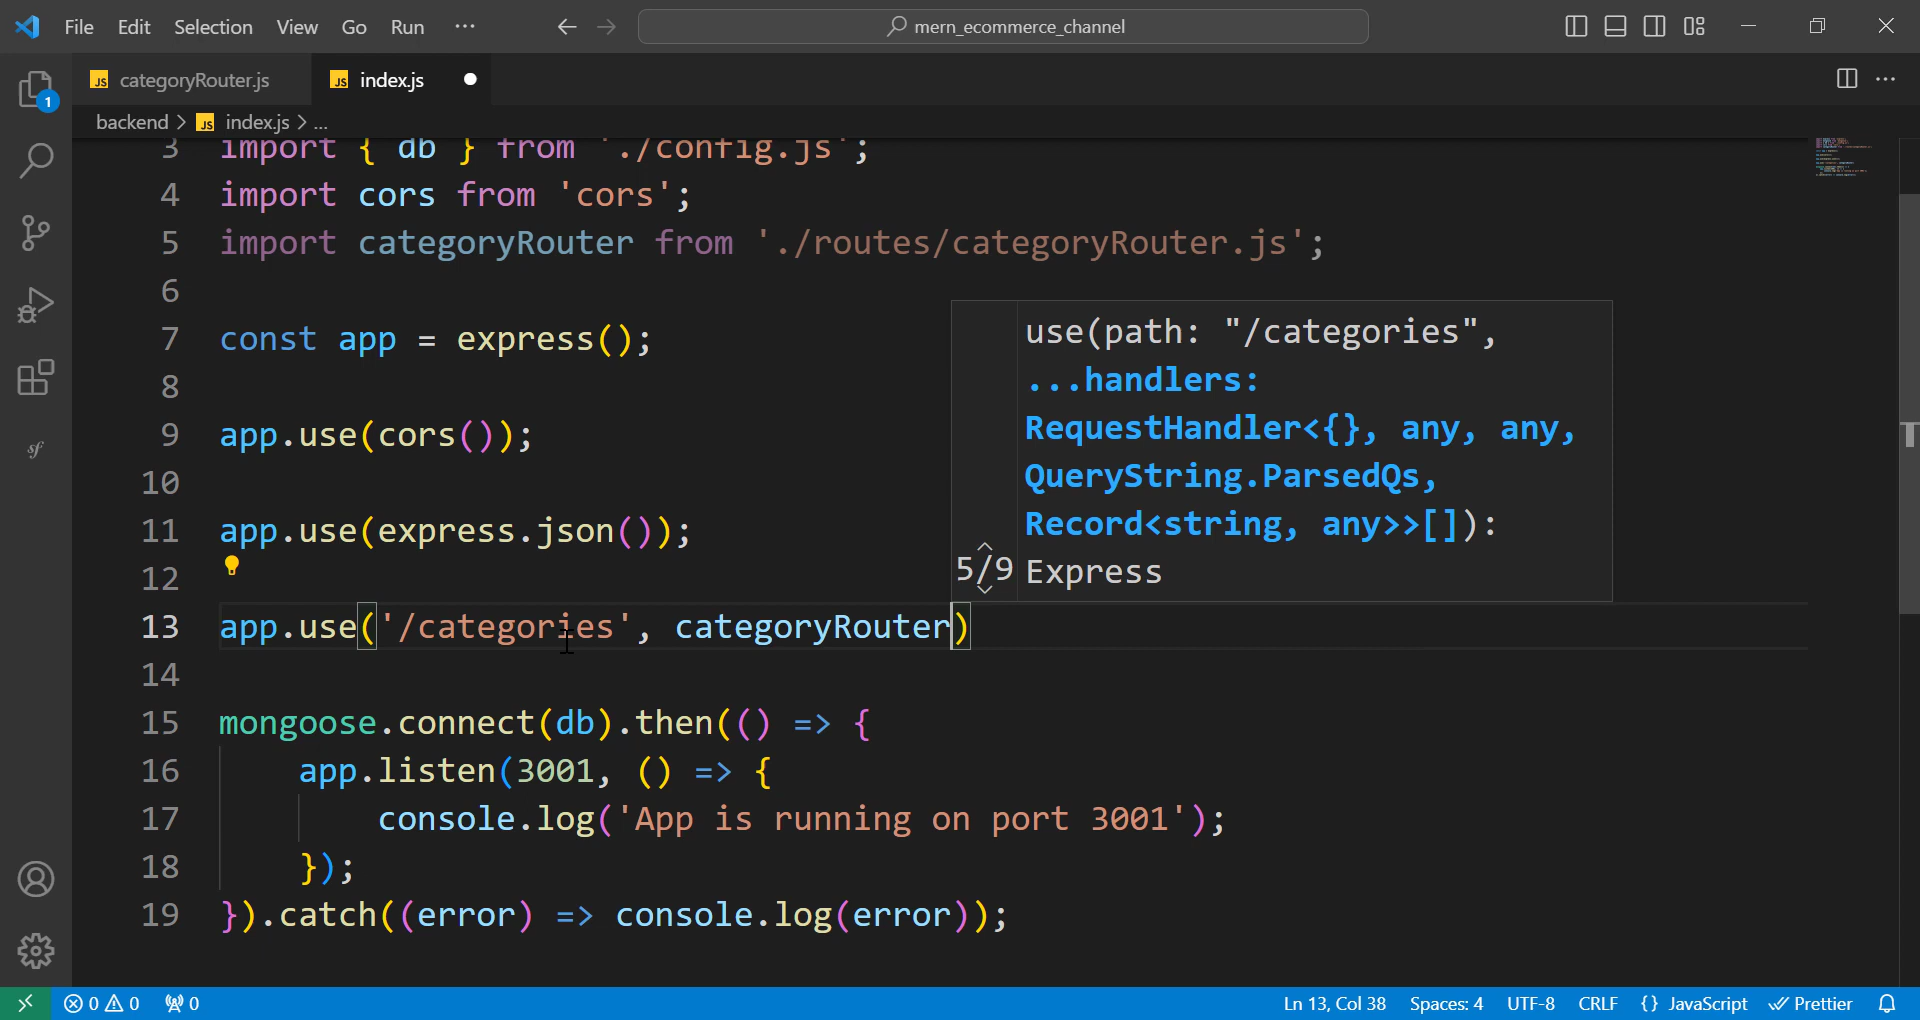 File Edit Selection View Go Run ···
mern_ecommerce_channel
JS categoryRouter.js
JS index.js
backend > JS index.js > ...
3 import { db } from './config.js';
4 import cors from 'cors';
5 import categoryRouter from './routes/categoryRouter.js';
6
7 const app = express();
8
9 app.use(cors());
10
11 app.use(express.json());
12
13 app.use('/categories', categoryRouter)
14
15 mongoose.connect(db).then(() => {
16 app.listen(3001, () => {
17 console.log('App is running on port 3001');
18 });
19 }).catch((error) => console.log(error));
use(path: "/categories",
...handlers:
RequestHandler<{}, any, any,
QueryString.ParsedQs,
Record<string, any>>[]):
5/9 Express
1
sf
0 0 0
Ln 13, Col 38 Spaces: 4 UTF-8 CRLF {} JavaScript Prettier